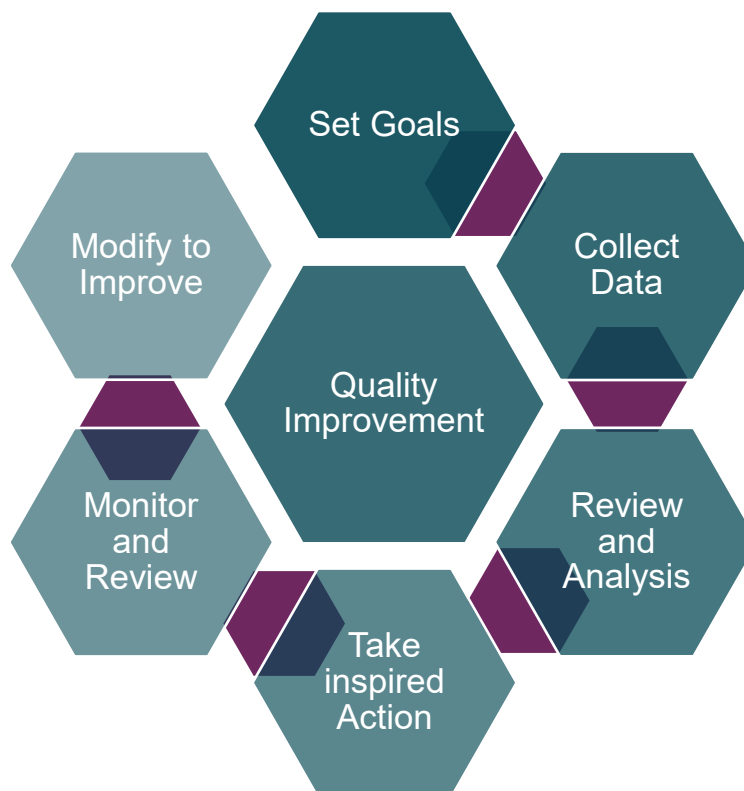 Set Goals
Collect
Data
Review
and
Analysis
Take
inspired
Action
Monitor
and
Review
Modify to
Improve
Quality
Improvement